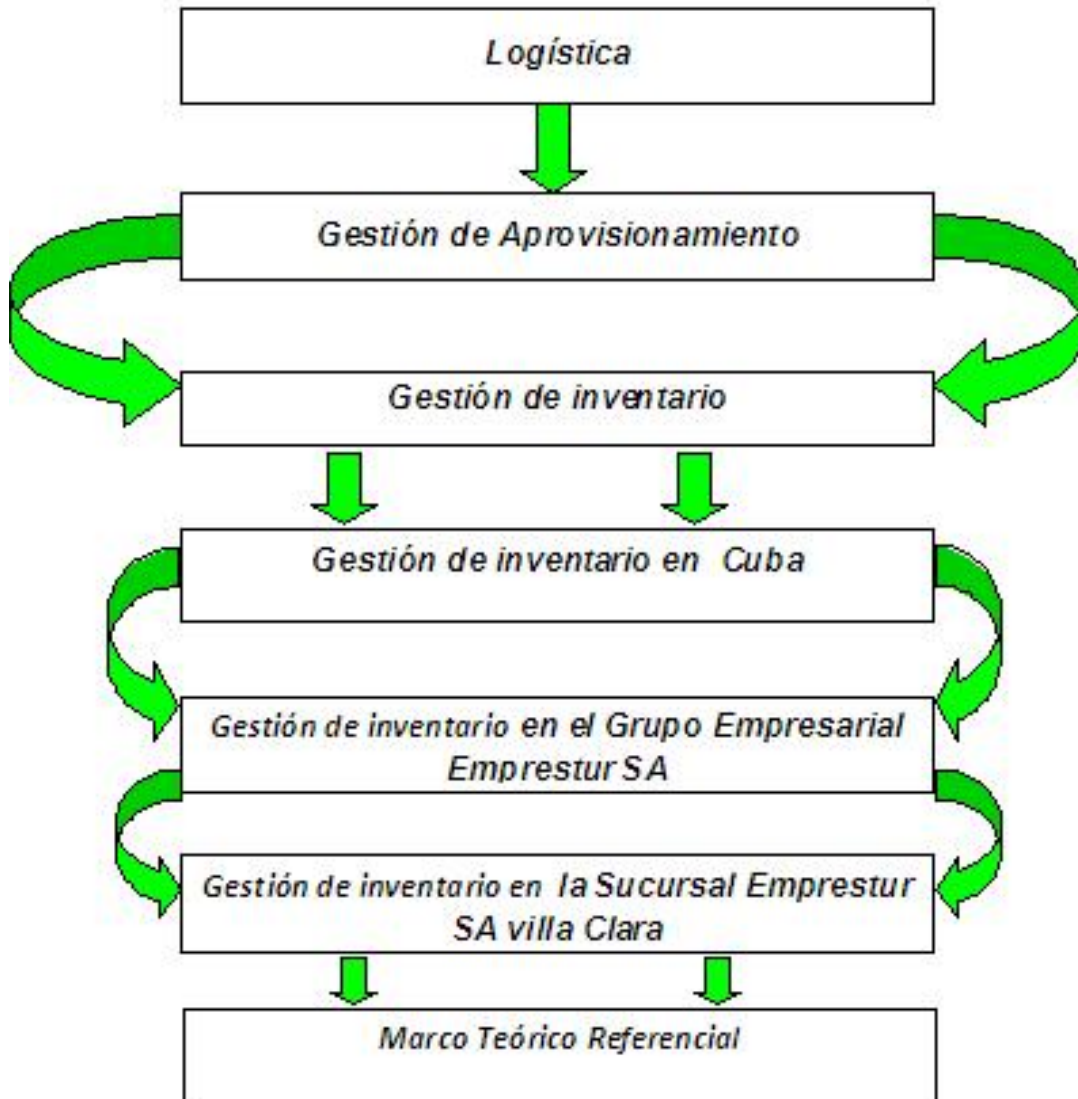 Logística
Gestión de Aprovisionamiento
Gestión de inventario
Gestión de inventario en Cuba
Gestión de inventario en el Grupo Empresarial
Emprestur SA
Gestión de inventario en la Sucursal Emprestur
SA villa Clara
Marco Teórico Referencial